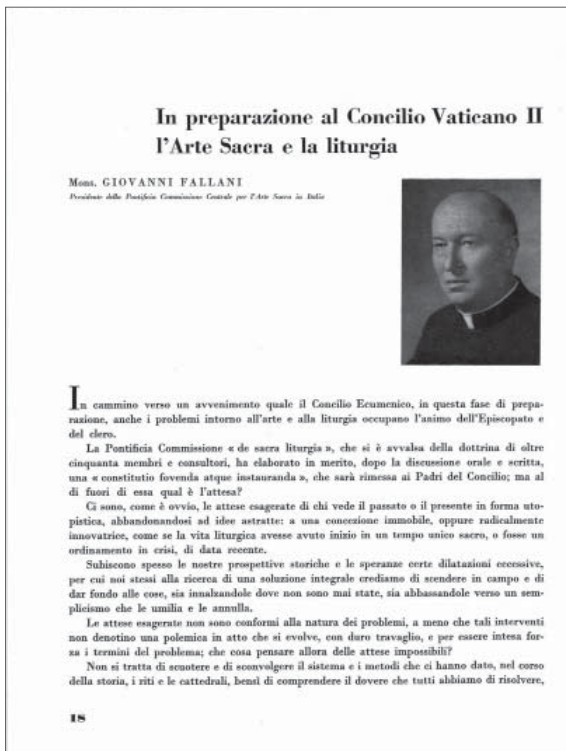 In preparazione al Concilio Vaticano II
l'Arte Sacra e la liturgia
Mons. GIOVANNI FALLANI
Presidente della Pontificia Commissione Centrale per l'Arte Sacra in Italia
In cammino verso un avvenimento quale il Concilio Ecumenico, in questa fase di prepa-
razione, anche i problemi intorno all'arte e alla liturgia occupano l'animo dell'Episcopato e
del clero.
La Pontificia Commissione « de sacra liturgia », che si è avvalsa della dottrina di oltre
cinquanta membri e consultori, ha elaborato in merito, dopo la discussione orale e scritta,
una « constitutio fovenda atque instauranda », che sarà rimessa ai Padri del Concilio; ma al
di fuori di essa qual è l'attesa?
Ci sono, come è ovvio, le attese esagerate di chi vede il passato o il presente in forma uto-
pistica, abbandonandosi ad idee astratte: a una concezione immobile, oppure radicalmente
innovatrice, come se la vita liturgica avesse avuto inizio in un tempo unico sacro, o fosse un
ordinamento in crisi, di data recente.
Subiscono spesso le nostre prospettive storiche e le speranze certe dilatazioni eccessive,
per cui noi stessi alla ricerca di una soluzione integrale crediamo di scendere in campo e di
dar fondo alle cose, sia innalzandole dove non sono mai state, sia abbassandole verso un sem-
plicismo che le umilia e le annulla.
Le attese esagerate non sono conformi alla natura dei problemi, a meno che tali interventi
non denotino una polemica in atto che si evolve, con duro travaglio, e per essere intesa for-
za i termini del problema; che cosa pensare allora delle attese impossibili?
Non si tratta di scuotere e di sconvolgere il sistema e i metodi che ci hanno dato, nel corso
della storia, i riti e le cattedrali, bensì di comprendere il dovere che tutti abbiamo di risolvere,
18